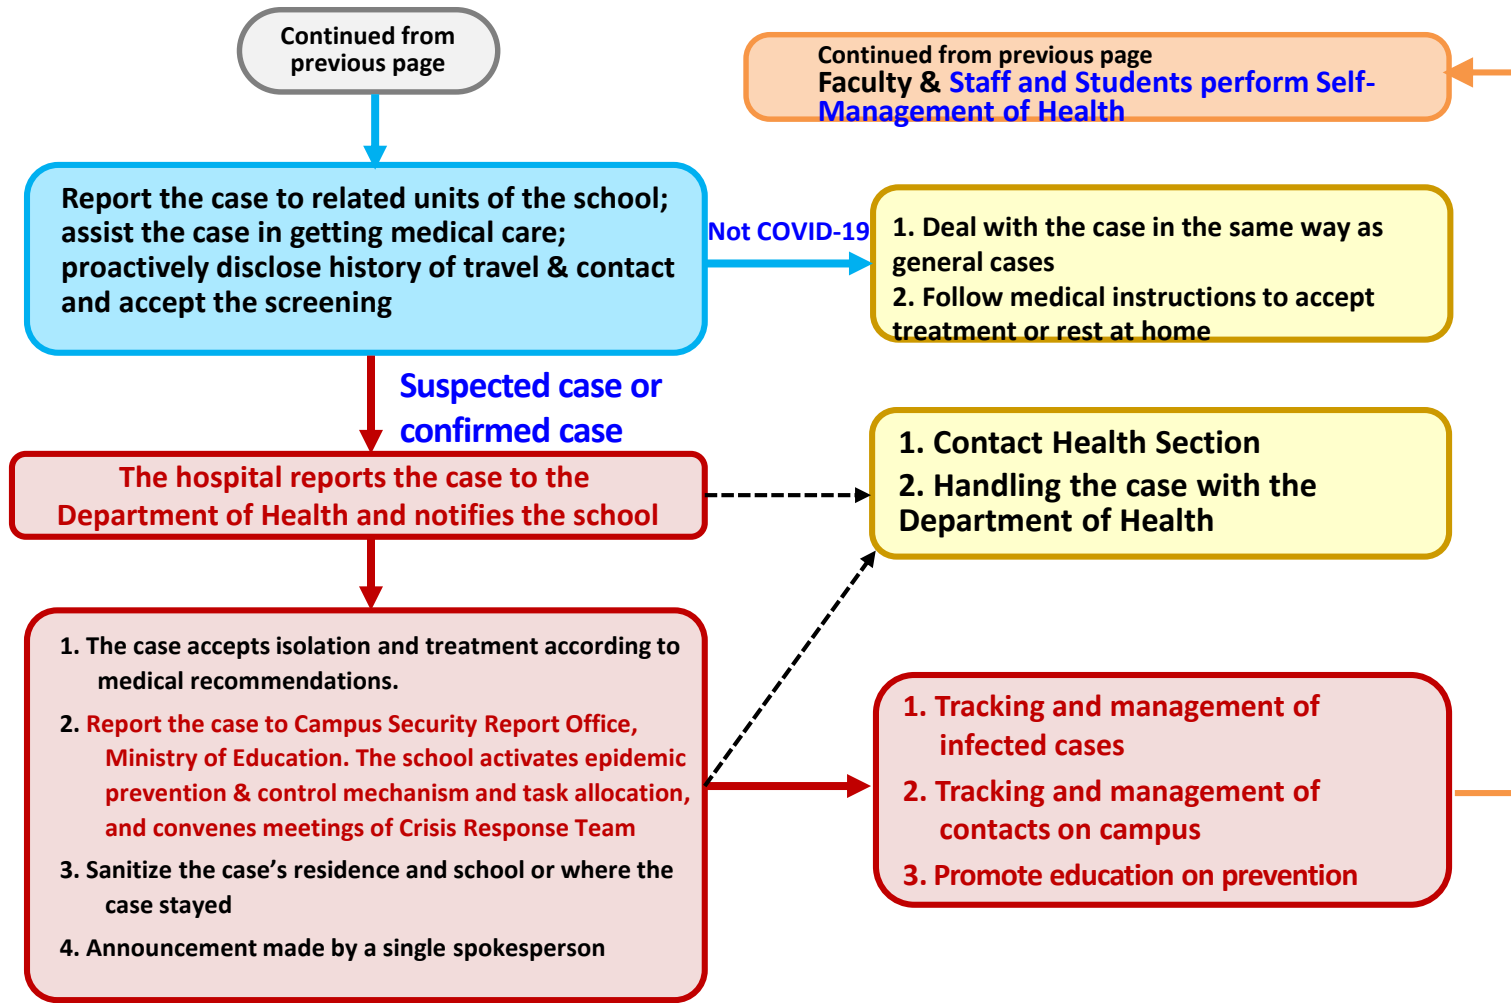 Continued from
previous page
Continued from previous page
Faculty & Staff and Students perform Self-
Management of Health
Report the case to related units of the school;
assist the case in getting medical care;
proactively disclose history of travel & contact
and accept the screening
Not COVID-19
1. Deal with the case in the same way as
general cases
2. Follow medical instructions to accept
treatment or rest at home
Suspected case or
confirmed case
The hospital reports the case to the
Department of Health and notifies the school
1. Contact Health Section
2. Handling the case with the
Department of Health
1. The case accepts isolation and treatment according to
medical recommendations.
2. Report the case to Campus Security Report Office,
Ministry of Education. The school activates epidemic
prevention & control mechanism and task allocation,
and convenes meetings of Crisis Response Team
3. Sanitize the case’s residence and school or where the
case stayed
4. Announcement made by a single spokesperson
1. Tracking and management of
infected cases
2. Tracking and management of
contacts on campus
3. Promote education on prevention